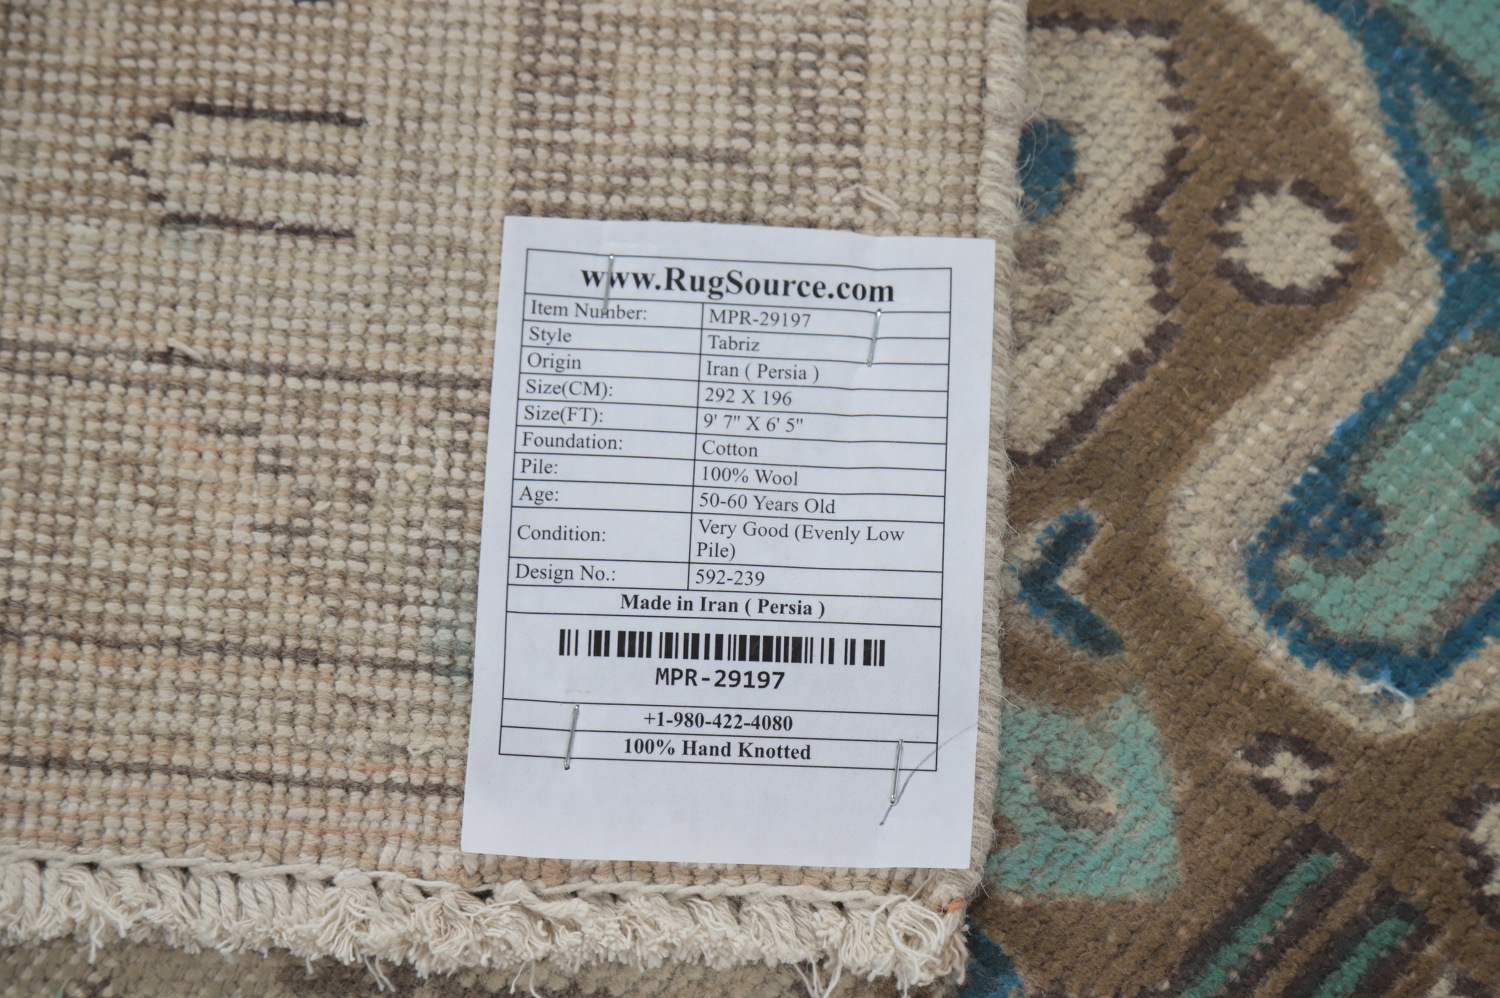 www.RugSource.com
Item Number: MPR-29197
Style Tabriz
Origin Iran ( Persia )
Size(CM): 292 X 196
Size(FT): 9' 7" X 6' 5"
Foundation: Cotton
Pile: 100% Wool
Age: 50-60 Years Old
Condition: Very Good (Evenly Low
Pile)
Design No.: 592-239
Made in Iran ( Persia )
MPR-29197
+1-980-422-4080
100% Hand Knotted